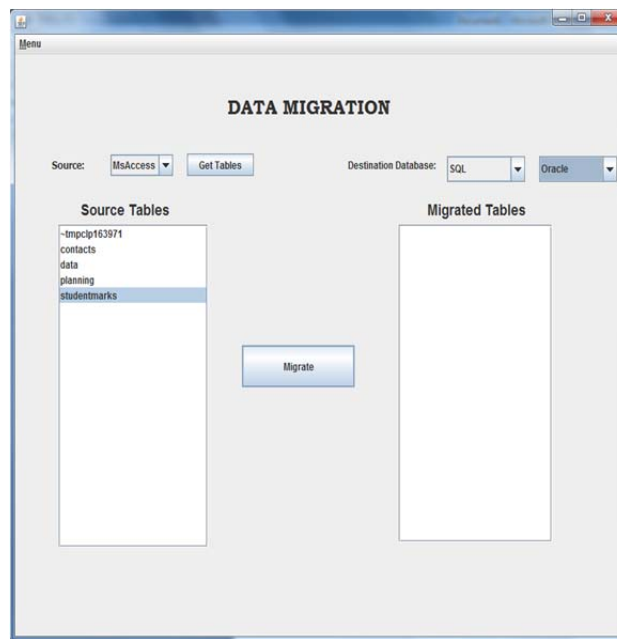 Menu
DATA MIGRATION
Source: MsAccess Get Tables Destination Database: SQL Oracle
Source Tables Migrated Tables
~tmpclp163971
contacts
data
planning
studentmarks
Migrate